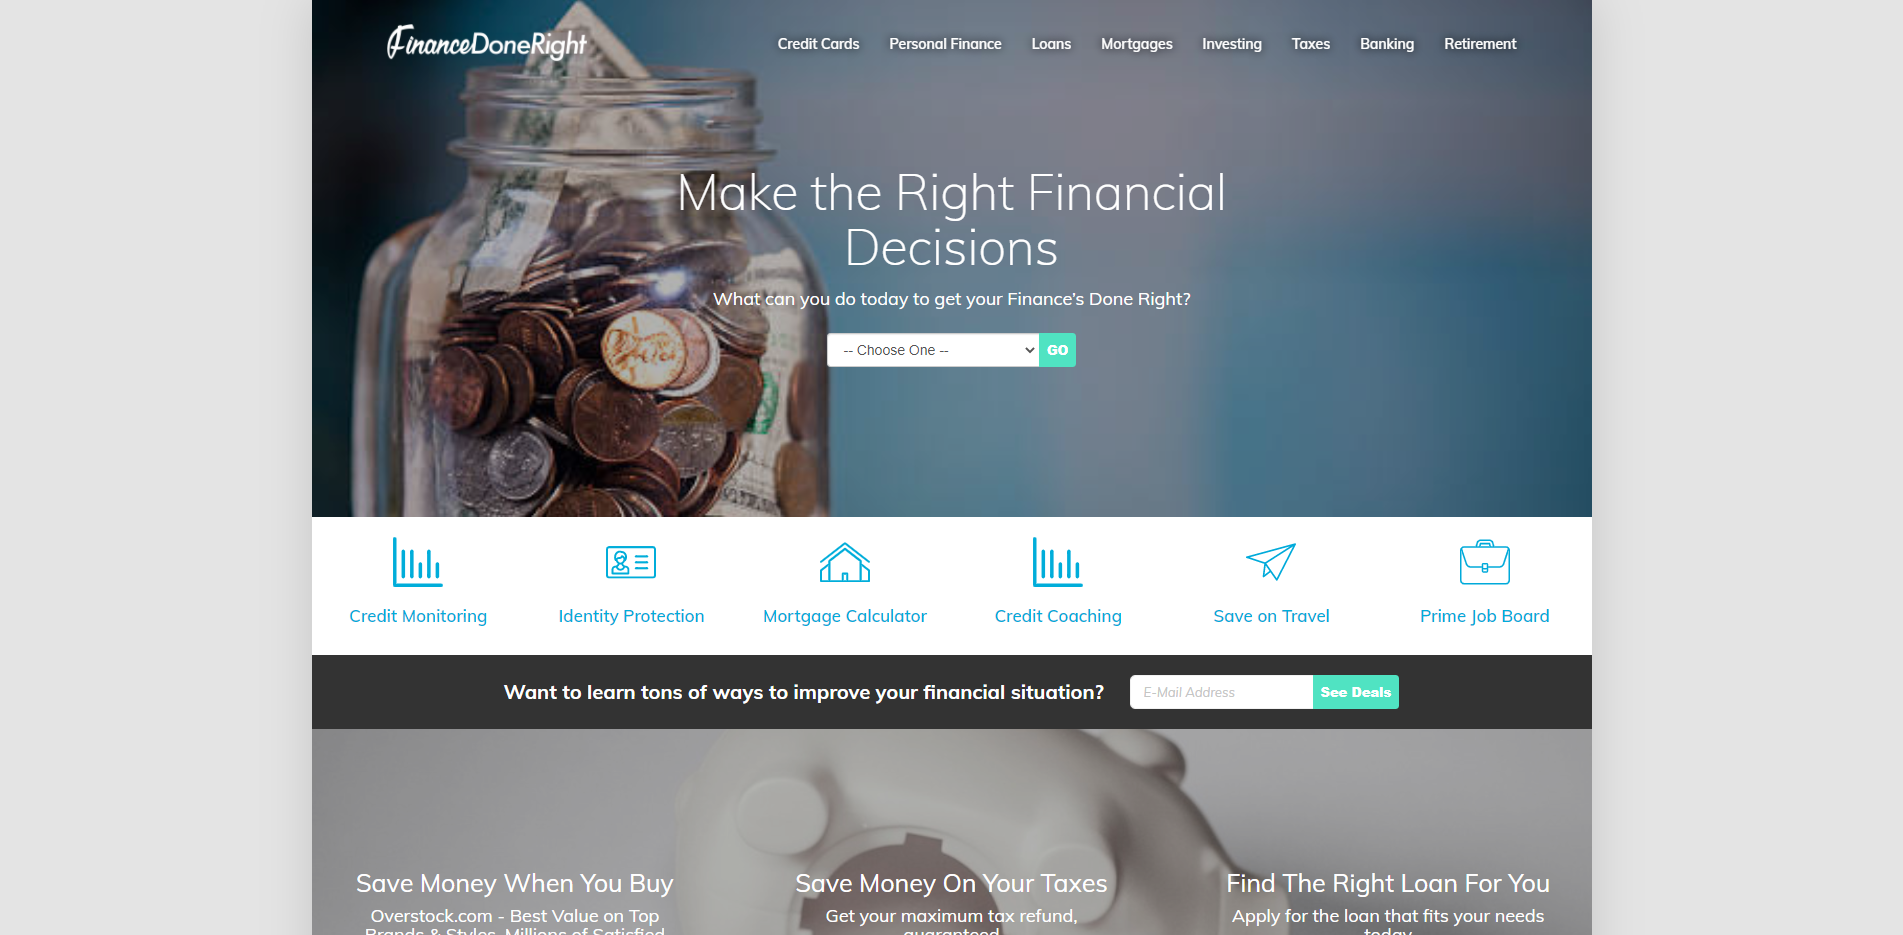 FinanceDoneRight
Credit Cards Personal Finance Loans Mortgages Investing Taxes Banking Retirement
Make the Right Financial
Decisions
What can you do today to get your Finance's Done Right?
-- Choose One -- GO
Credit Monitoring Identity Protection Mortgage Calculator Credit Coaching Save on Travel Prime Job Board
Want to learn tons of ways to improve your financial situation? E-Mail Address See Deals
Save Money When You Buy Save Money On Your Taxes Find The Right Loan For You
Overstock.com - Best Value on Top Get your maximum tax refund, Apply for the loan that fits your needs
Brands & Styles, Millions of Satisfied guaranteed. today.